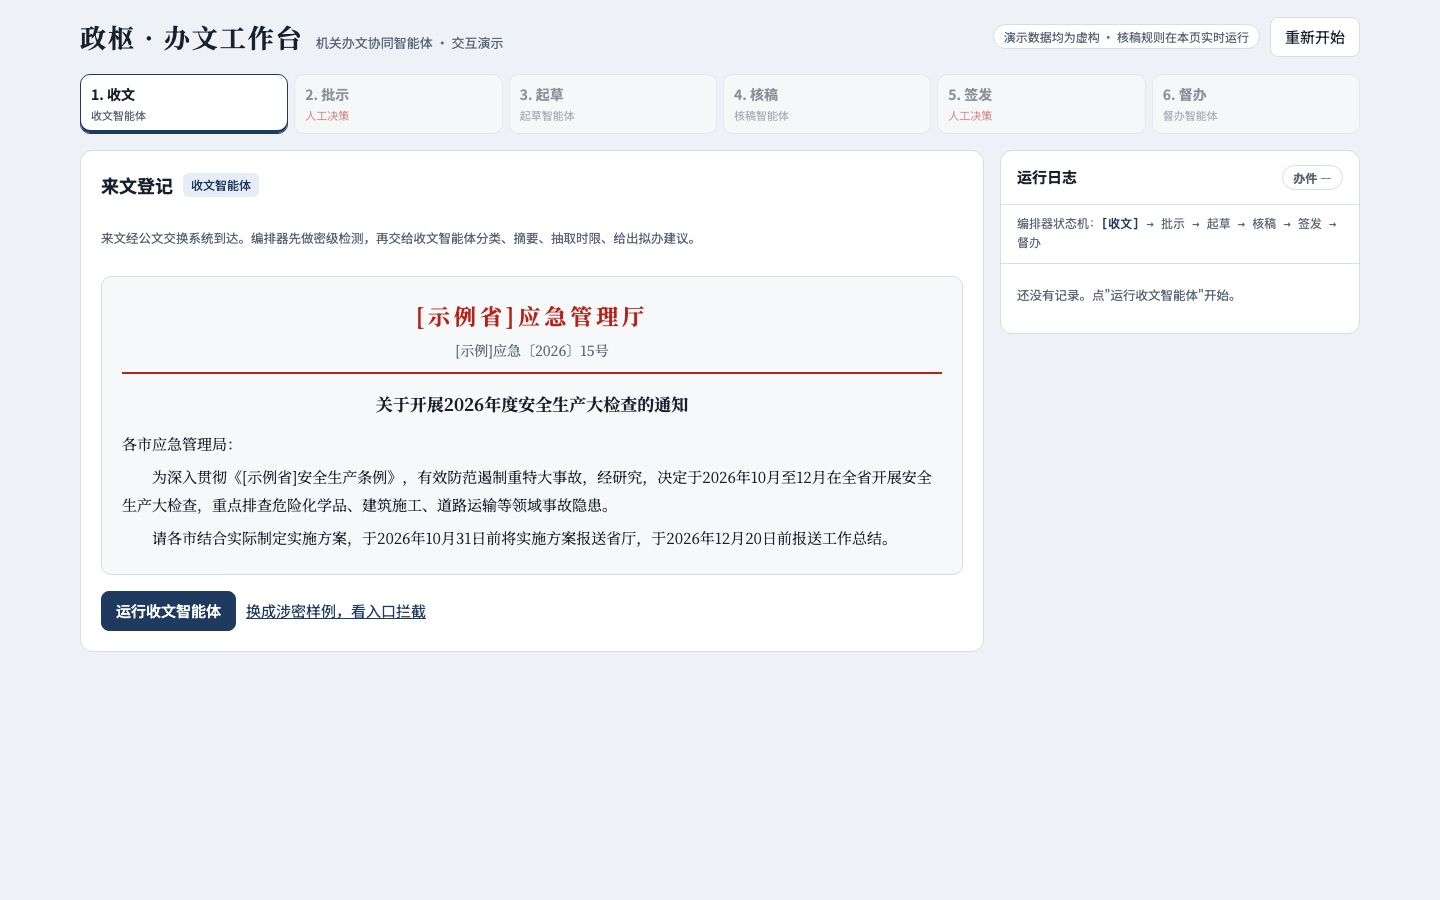 政枢 · 办文工作台
机关办文协同智能体 · 交互演示
演示数据均为虚构 · 核稿规则在本页实时运行
重新开始
1. 收文
收文智能体
2. 批示
人工决策
3. 起草
起草智能体
4. 核稿
核稿智能体
5. 签发
人工决策
6. 督办
督办智能体
来文登记
收文智能体
来文经公文交换系统到达。编排器先做密级检测，再交给收文智能体分类、摘要、抽取时限、给出拟办建议。
[示例省]应急管理厅
[示例]应急〔2026〕15号
关于开展2026年度安全生产大检查的通知
各市应急管理局：
为深入贯彻《[示例省]安全生产条例》，有效防范遏制重特大事故，经研究，决定于2026年10月至12月在全省开展安全
生产大检查，重点排查危险化学品、建筑施工、道路运输等领域事故隐患。
请各市结合实际制定实施方案，于2026年10月31日前将实施方案报送省厅，于2026年12月20日前报送工作总结。
运行收文智能体
换成涉密样例，看入口拦截
运行日志
办件 —
编排器状态机：[收文] → 批示 → 起草 → 核稿 → 签发 →
督办
还没有记录。点"运行收文智能体"开始。